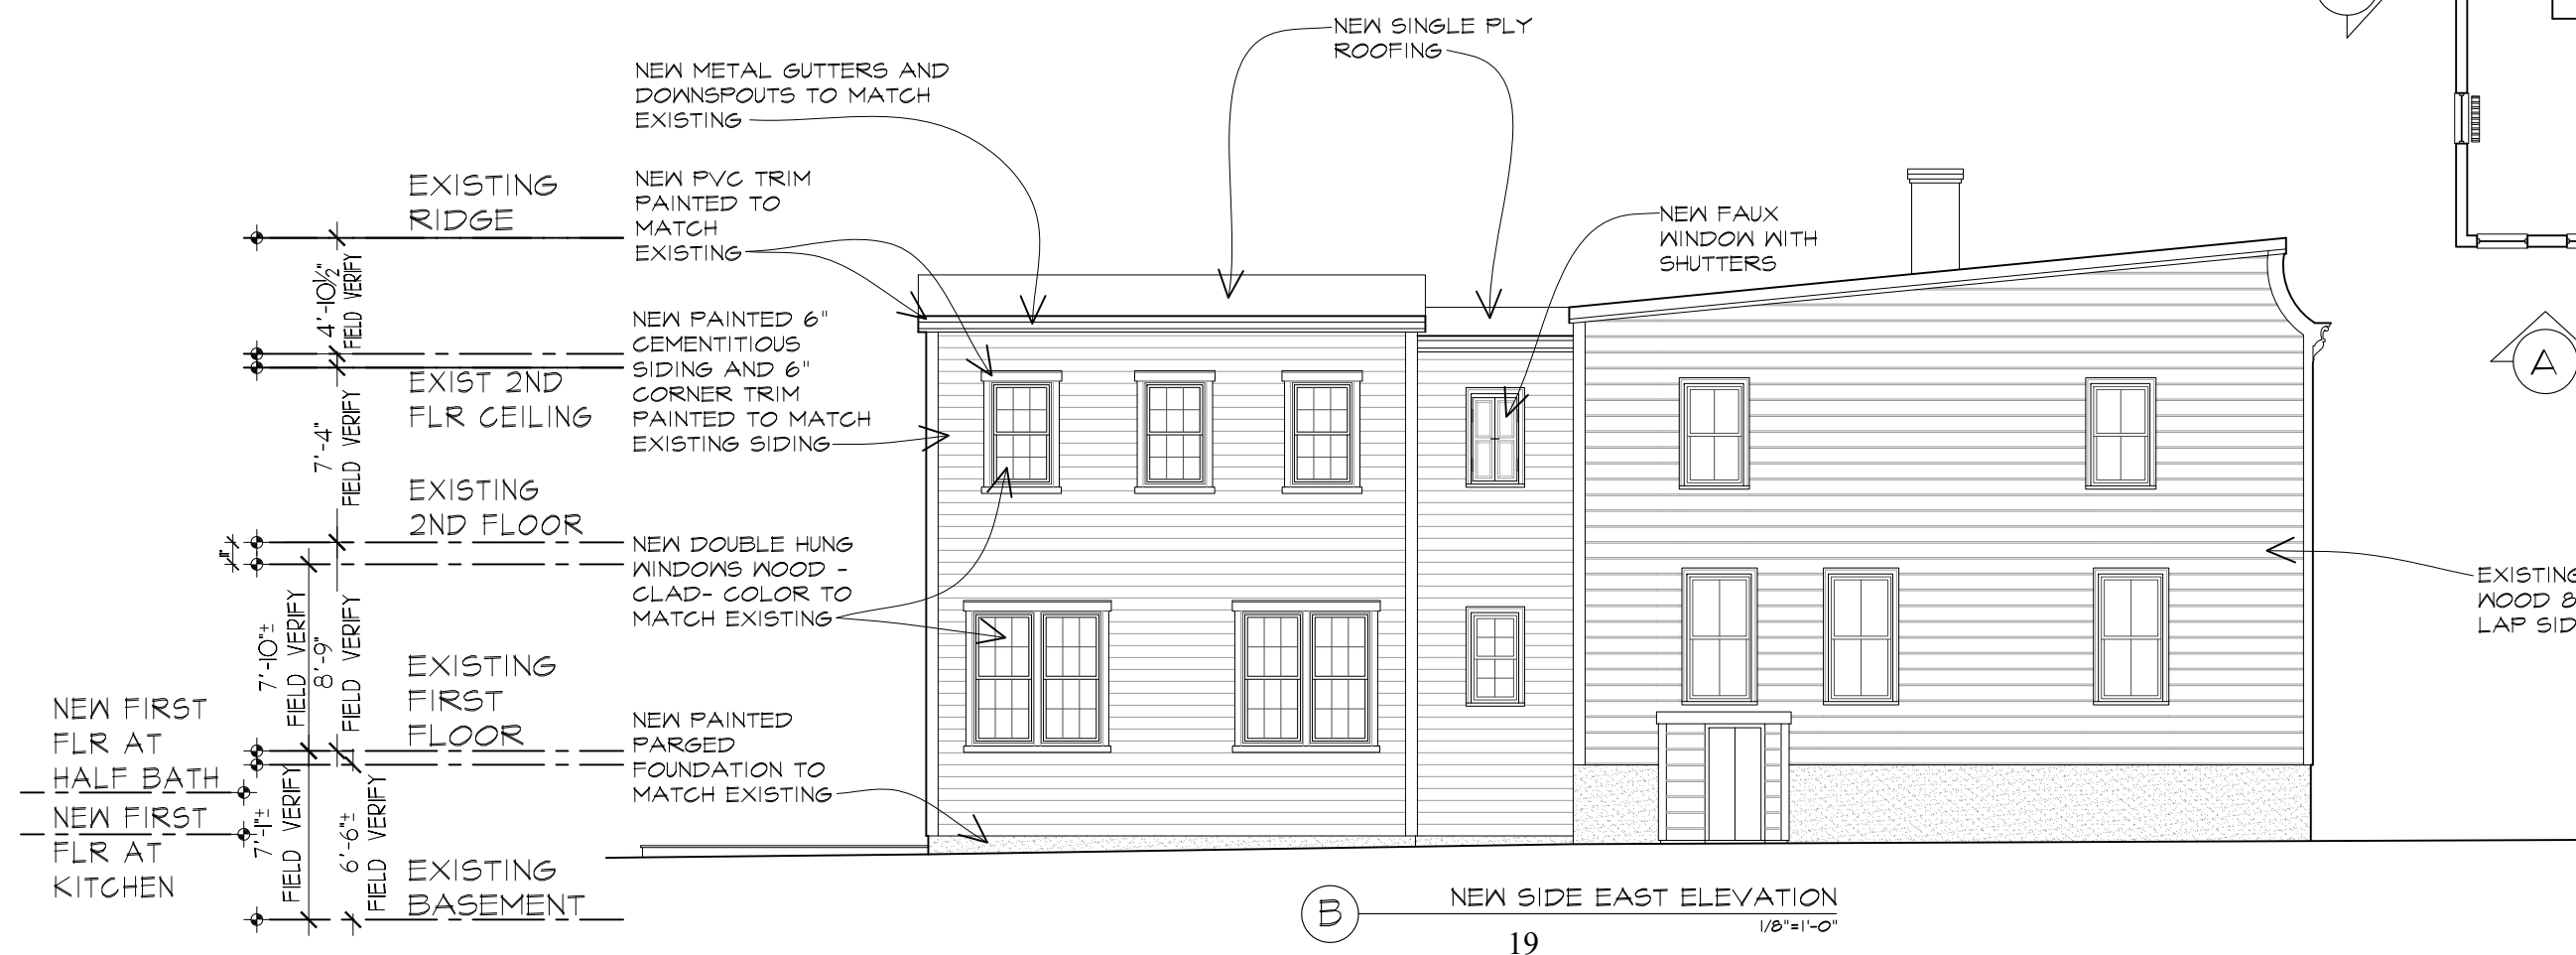 NEW SINGLE PLY
ROOFING
NEW METAL GUTTERS AND
DOWNSPOUTS TO MATCH
EXISTING
NEW PVC TRIM
PAINTED TO
MATCH
EXISTING
NEW FAUX
WINDOW WITH
SHUTTERS
NEW PAINTED 6"
CEMENTITIOUS
SIDING AND 6"
CORNER TRIM
PAINTED TO MATCH
EXISTING SIDING
NEW DOUBLE HUNG
WINDOWS WOOD -
CLAD- COLOR TO
MATCH EXISTING
NEW PAINTED
PARGED
FOUNDATION TO
MATCH EXISTING
EXISTING
RIDGE
4'-10½"
FIELD VERIFY
EXIST 2ND
FLR CEILING
7'-4"
FIELD VERIFY
EXISTING
2ND FLOOR
11"
7'-10"±
FIELD VERIFY
8'-9"
FIELD VERIFY
EXISTING
FIRST
FLOOR
NEW FIRST
FLR AT
HALF BATH
NEW FIRST
FLR AT
KITCHEN
7'-1"±
FIELD VERIFY
6'-6"±
FIELD VERIFY
EXISTING
BASEMENT
A
EXISTING
WOOD 8
LAP SID
B
NEW SIDE EAST ELEVATION
1/8"=1'-0"
19